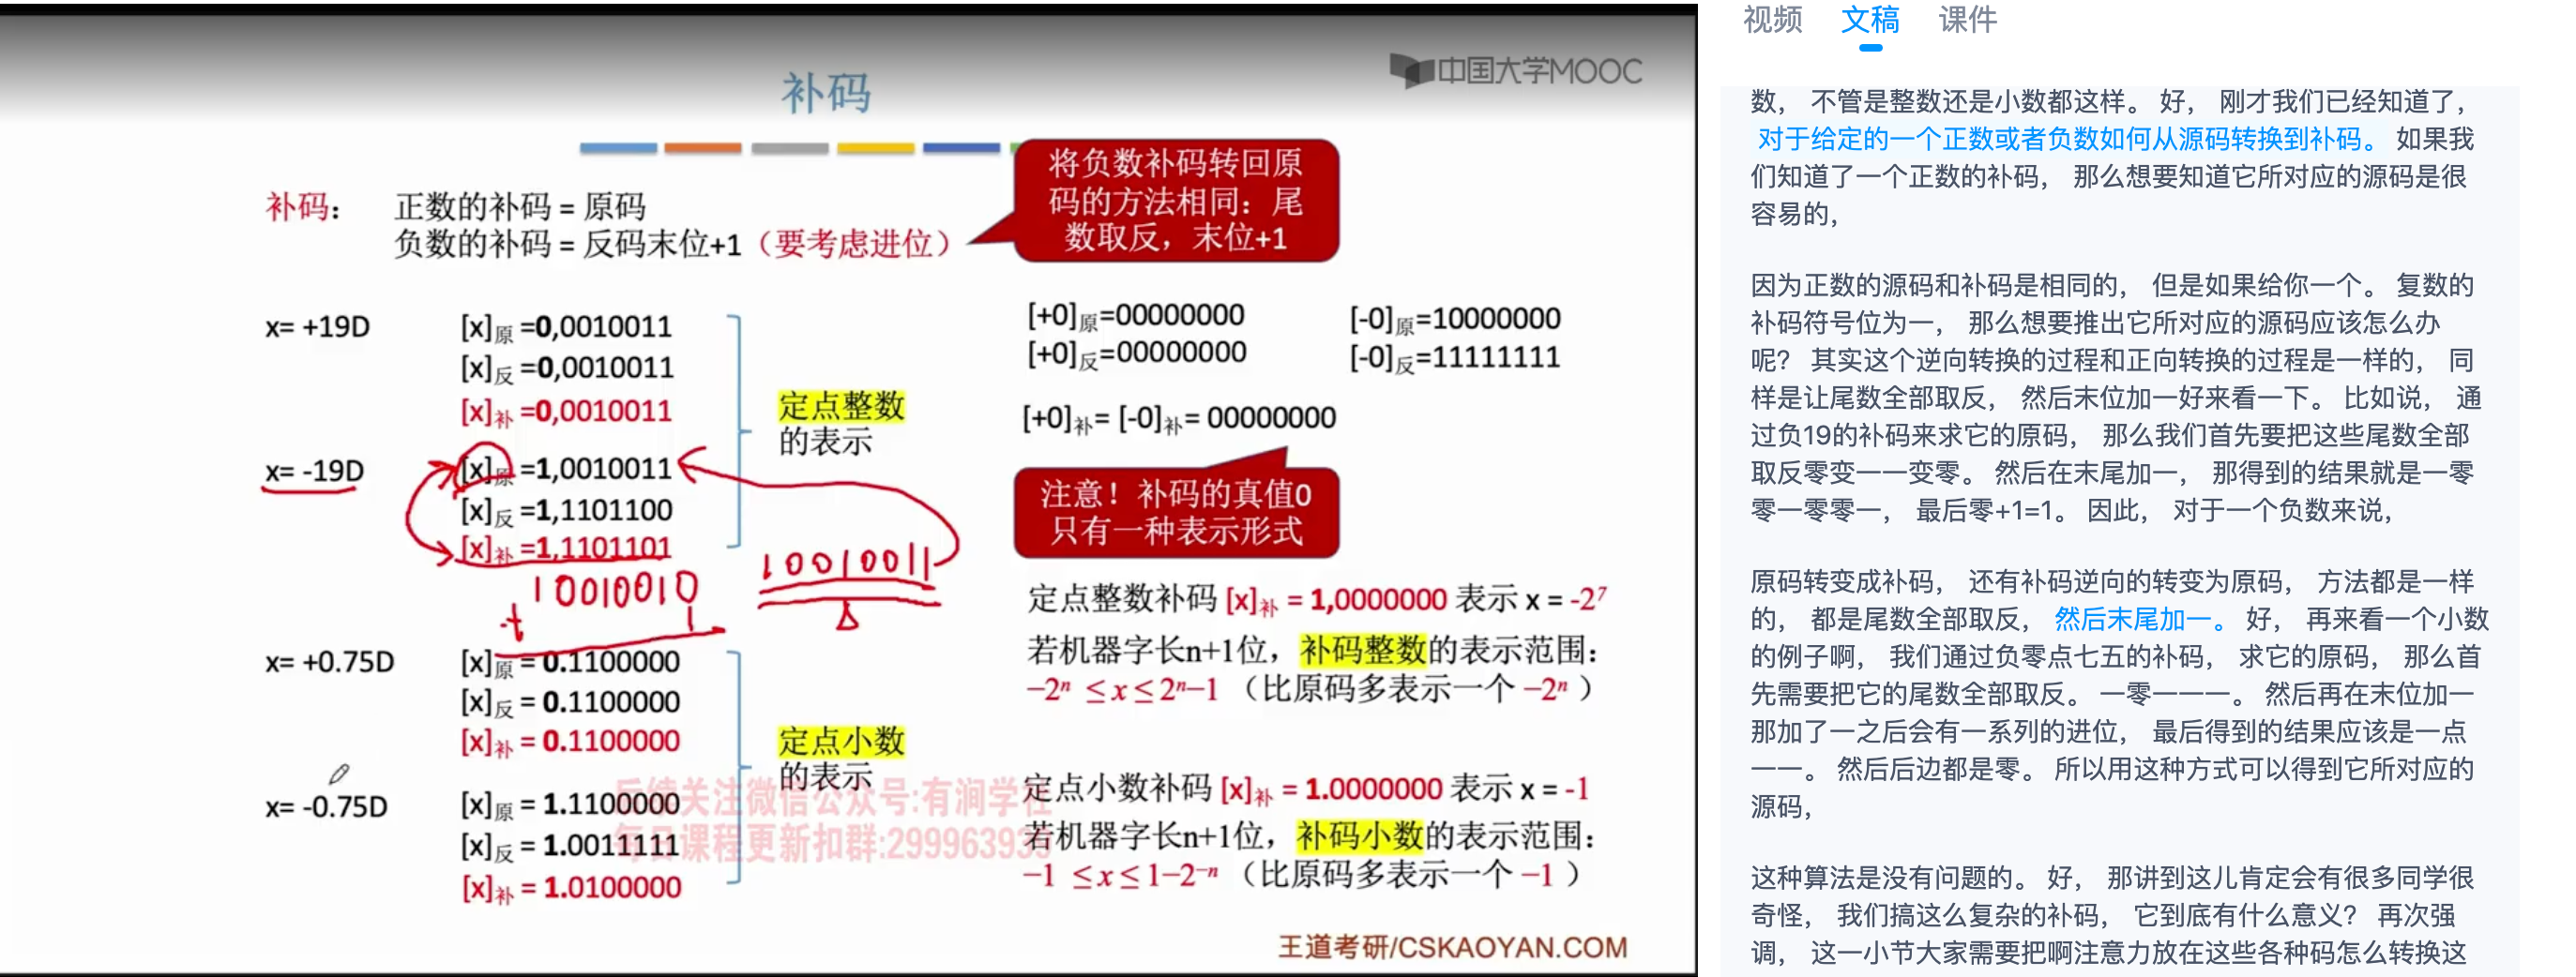 中国大学MOOC
补码
将负数补码转回原
码的方法相同：尾
数取反，末位+1
补码： 正数的补码 = 原码
负数的补码 = 反码末位+1（要考虑进位）
x= +19D [x]原 =0,0010011
[x]反 =0,0010011
[x]补 =0,0010011
x= -19D [x]原 =1,0010011
[x]反 =1,1101100
[x]补 =1,1101101
定点整数
的表示
10010010
+ 1
10010011
x= +0.75D [x]原 = 0.1100000
[x]反 = 0.1100000
[x]补 = 0.1100000
x= -0.75D [x]原 = 1.1100000
[x]反 = 1.0011111
[x]补 = 1.0100000
定点小数
的表示
后续关注微信公众号:有涧学社
每日课程更新扣群:299963933
[+0]原=00000000 [-0]原=10000000
[+0]反=00000000 [-0]反=11111111
[+0]补= [-0]补= 00000000
注意！补码的真值0
只有一种表示形式
定点整数补码 [x]补 = 1,0000000 表示 x = -2⁷
若机器字长n+1位，补码整数的表示范围：
−2ⁿ ≤ x ≤ 2ⁿ−1 （比原码多表示一个 −2ⁿ ）
定点小数补码 [x]补 = 1.0000000 表示 x = -1
若机器字长n+1位，补码小数的表示范围：
−1 ≤ x ≤ 1−2⁻ⁿ （比原码多表示一个 −1 ）
王道考研/CSKAOYAN.COM
视频 文稿 课件
数， 不管是整数还是小数都这样。 好， 刚才我们已经知道了，
对于给定的一个正数或者负数如何从源码转换到补码。 如果我
们知道了一个正数的补码， 那么想要知道它所对应的源码是很
容易的，
因为正数的源码和补码是相同的， 但是如果给你一个。 复数的
补码符号位为一， 那么想要推出它所对应的源码应该怎么办
呢？ 其实这个逆向转换的过程和正向转换的过程是一样的， 同
样是让尾数全部取反， 然后末位加一好来看一下。 比如说， 通
过负19的补码来求它的原码， 那么我们首先要把这些尾数全部
取反零变一一变零。 然后在末尾加一， 那得到的结果就是一零
零一零零一， 最后零+1=1。 因此， 对于一个负数来说，
原码转变成补码， 还有补码逆向的转变为原码， 方法都是一样
的， 都是尾数全部取反， 然后末尾加一。 好， 再来看一个小数
的例子啊， 我们通过负零点七五的补码， 求它的原码， 那么首
先需要把它的尾数全部取反。 一零一一一。 然后再在末位加一
那加了一之后会有一系列的进位， 最后得到的结果应该是一点
一一。 然后后边都是零。 所以用这种方式可以得到它所对应的
源码，
这种算法是没有问题的。 好， 那讲到这儿肯定会有很多同学很
奇怪， 我们搞这么复杂的补码， 它到底有什么意义？ 再次强
调， 这一小节大家需要把啊注意力放在这些各种码怎么转换这